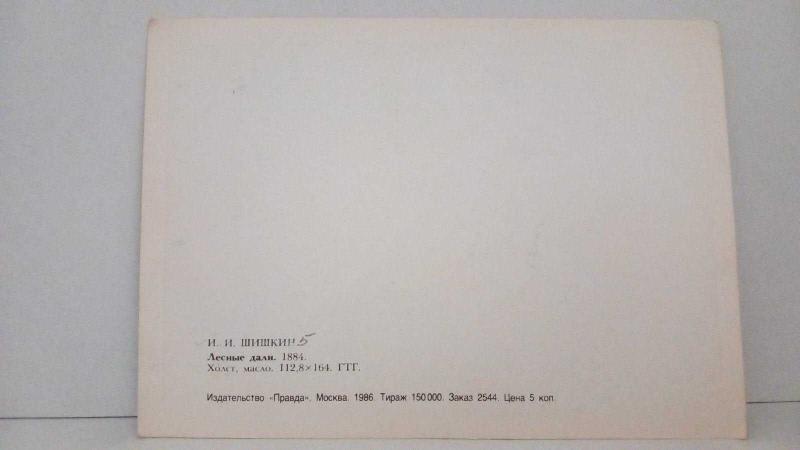 И. И. ШИШКИН 5
Лесные дали. 1884.
Холст, масло. 112,8×164. ГТГ.
Издательство «Правда». Москва. 1986. Тираж 150 000. Заказ 2544. Цена 5 коп.